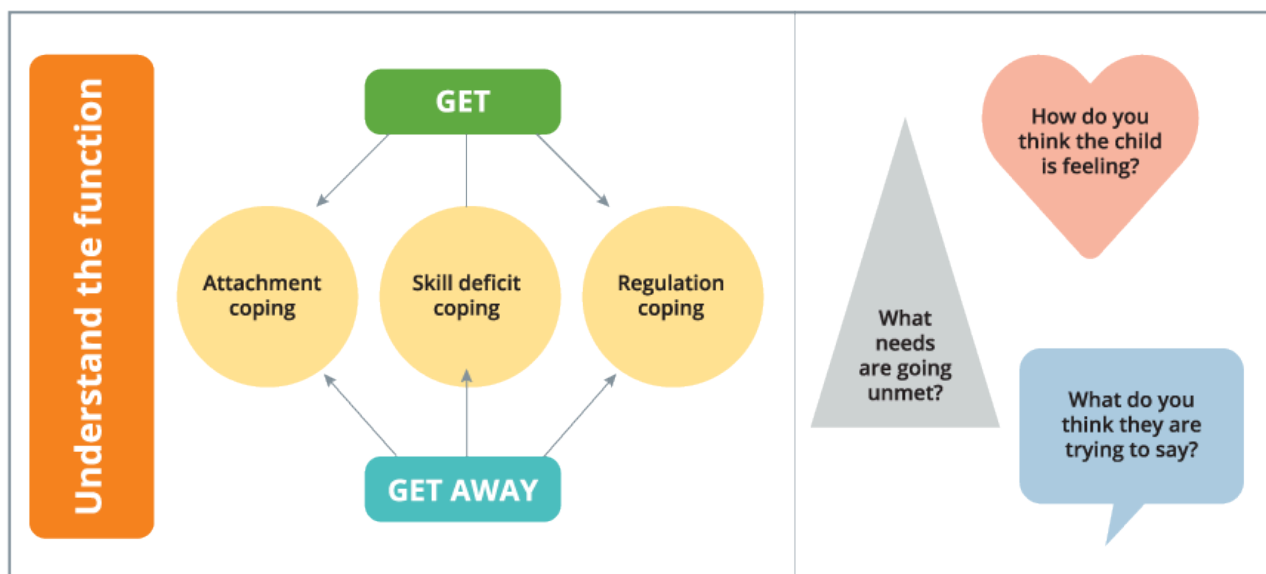 Understand the function
GET
Attachment
coping
Skill deficit
coping
Regulation
coping
GET AWAY
How do you
think the child
is feeling?
What
needs
are going
unmet?
What do you
think they are
trying to say?